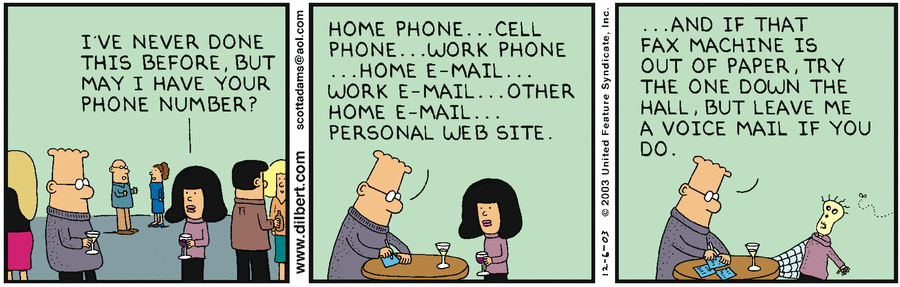 I'VE NEVER DONE
THIS BEFORE, BUT
MAY I HAVE YOUR
PHONE NUMBER?
www.dilbert.com
scottadams@aol.com
HOME PHONE...CELL
PHONE...WORK PHONE
...HOME E-MAIL...
WORK E-MAIL...OTHER
HOME E-MAIL...
PERSONAL WEB SITE.
12-6-03
© 2003 United Feature Syndicate, Inc.
...AND IF THAT
FAX MACHINE IS
OUT OF PAPER, TRY
THE ONE DOWN THE
HALL, BUT LEAVE ME
A VOICE MAIL IF YOU
DO.